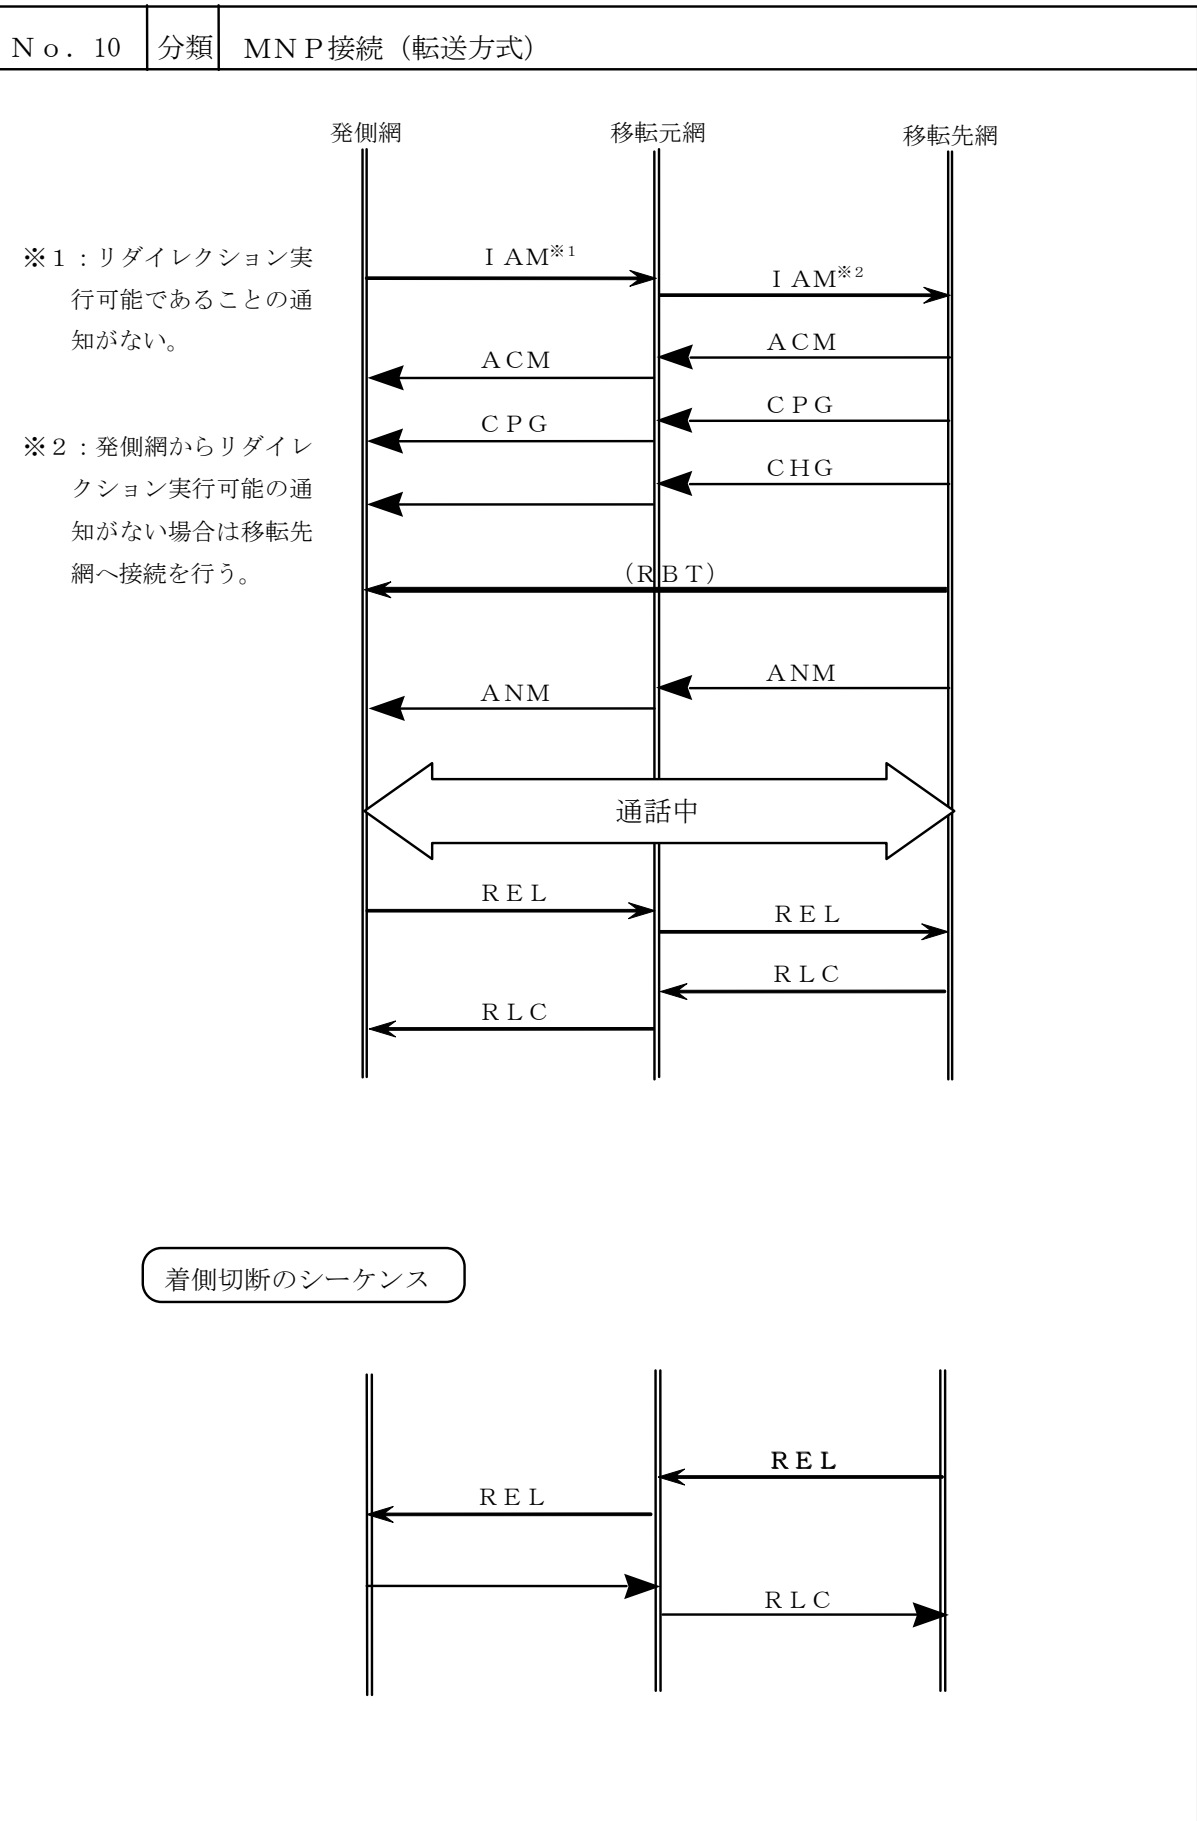 Ｎｏ．10 分類 ＭＮＰ接続（転送方式）
発側網 移転元網 移転先網
※１：リダイレクション実
行可能であることの通
知がない。
※２：発側網からリダイレ
クション実行可能の通
知がない場合は移転先
網へ接続を行う。
ＩＡＭ※１
ＩＡＭ※２
ＡＣＭ
ＡＣＭ
ＣＰＧ
ＣＰＧ
ＣＨＧ
（ＲＢＴ）
ＡＮＭ
ＡＮＭ
通話中
ＲＥＬ
ＲＥＬ
ＲＬＣ
ＲＬＣ
着側切断のシーケンス
ＲＥＬ
ＲＥＬ
ＲＬＣ